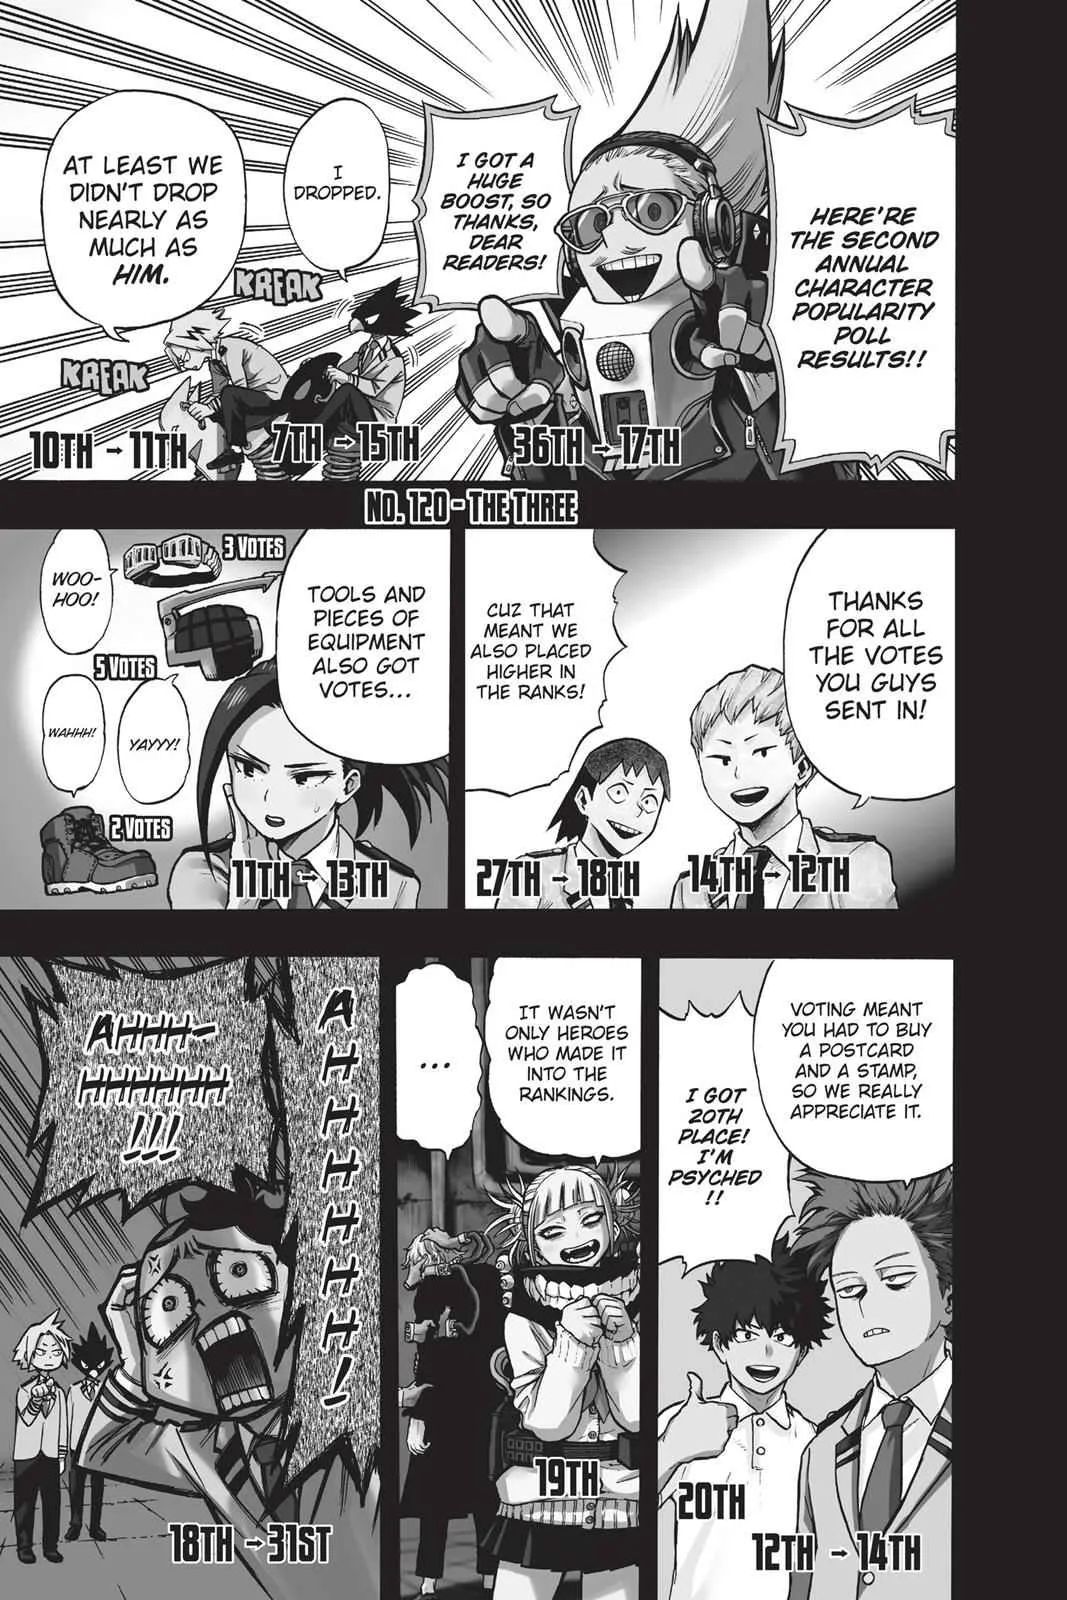 HERE'RE
THE SECOND
ANNUAL
CHARACTER
POPULARITY
POLL
RESULTS!!
I GOT A
HUGE
BOOST, SO
THANKS,
DEAR
READERS!
36TH → 17TH
I
DROPPED.
KREAK
7TH → 15TH
AT LEAST WE
DIDN'T DROP
NEARLY AS
MUCH AS
HIM.
KREAK
10TH → 11TH
No. 120 - THE THREE
THANKS
FOR ALL
THE VOTES
YOU GUYS
SENT IN!
14TH → 12TH
CUZ THAT
MEANT WE
ALSO PLACED
HIGHER IN
THE RANKS!
27TH → 18TH
TOOLS AND
PIECES OF
EQUIPMENT
ALSO GOT
VOTES...
11TH → 13TH
3 VOTES
WOO-
HOO!
5 VOTES
YAYYY!
WAHHH!
2 VOTES
VOTING MEANT
YOU HAD TO BUY
A POSTCARD
AND A STAMP,
SO WE REALLY
APPRECIATE IT.
12TH → 14TH
I GOT
20TH
PLACE!
I'M
PSYCHED
!!
20TH
IT WASN'T
ONLY HEROES
WHO MADE IT
INTO THE
RANKINGS.
19TH
...
AHHHHHHH!
AHHH-
HHHHHHH
!!!
18TH → 31ST